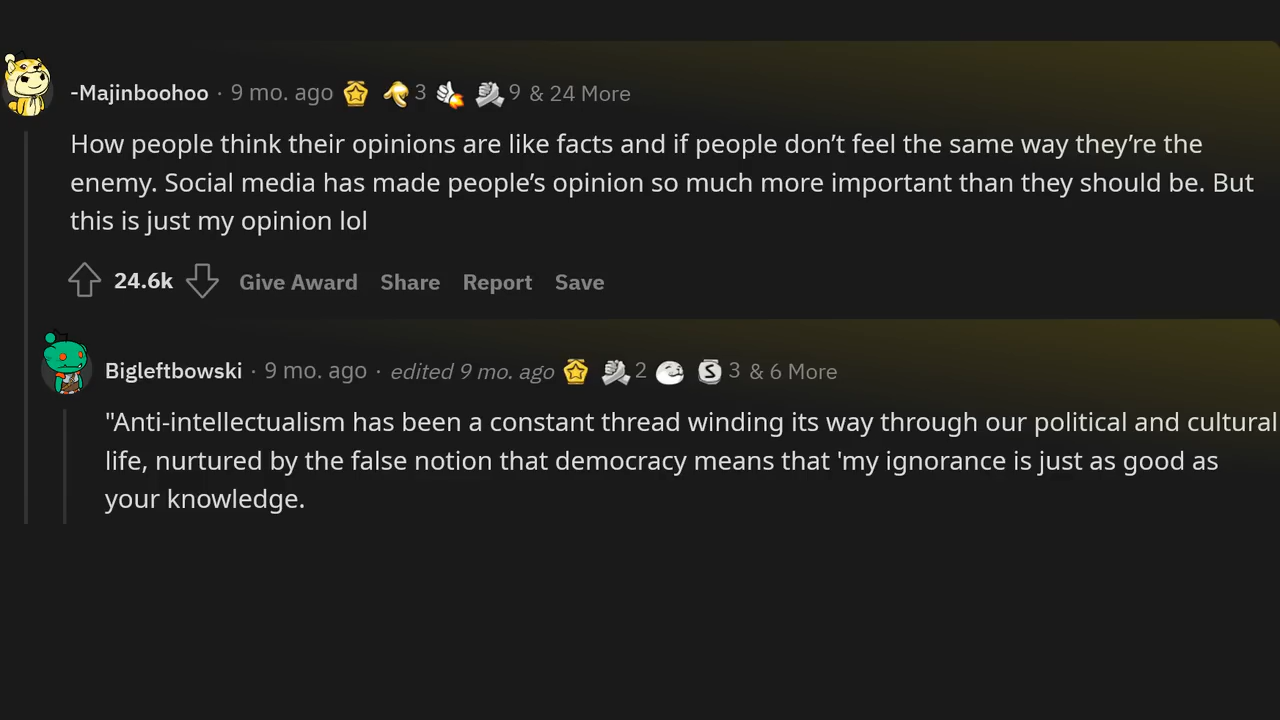 -Majinboohoo · 9 mo. ago 3 9 & 24 More
How people think their opinions are like facts and if people don’t feel the same way they’re the
enemy. Social media has made people’s opinion so much more important than they should be. But
this is just my opinion lol
24.6k Give Award Share Report Save
Bigleftbowski · 9 mo. ago · edited 9 mo. ago 2 S 3 & 6 More
"Anti-intellectualism has been a constant thread winding its way through our political and cultural
life, nurtured by the false notion that democracy means that 'my ignorance is just as good as
your knowledge.